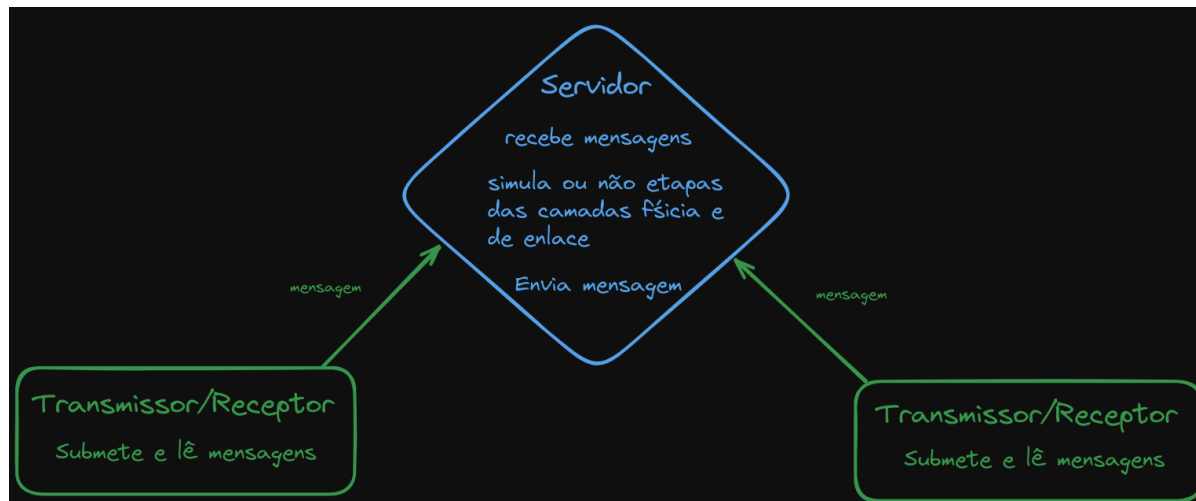 Servidor
recebe mensagens
simula ou não etapas
das camadas fśicia e
de enlace
Envia mensagem
mensagem
mensagem
Transmissor/Receptor
Submete e lê mensagens
Transmissor/Receptor
Submete e lê mensagens